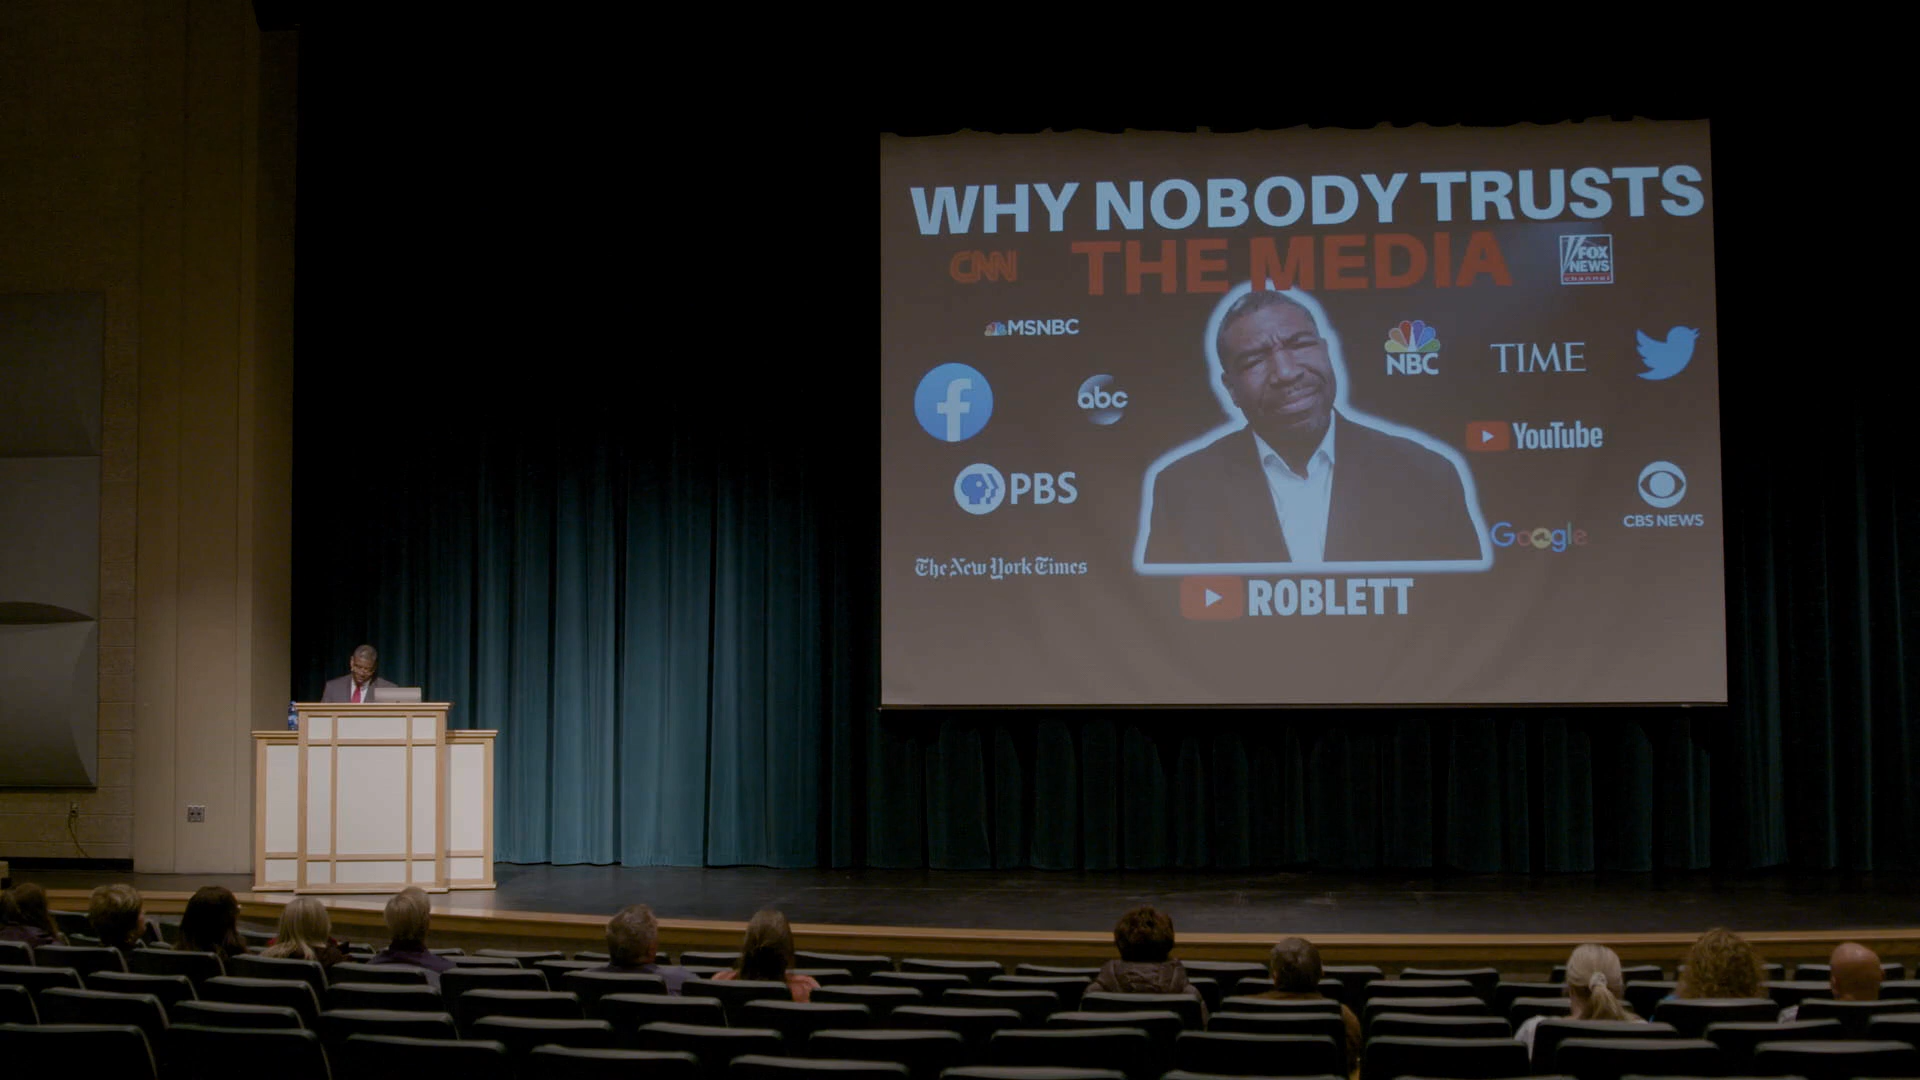 WHY NOBODY TRUSTS
THE MEDIA
CNN
FOX
NEWS
channel
MSNBC
NBC
TIME
f
abc
YouTube
PBS
CBS NEWS
Google
The New York Times
ROBLETT